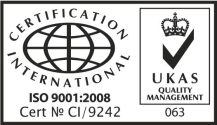 CERTIFICATION
INTERNATIONAL
ISO 9001:2008
Cert № CI/9242
UKAS
QUALITY
MANAGEMENT
063